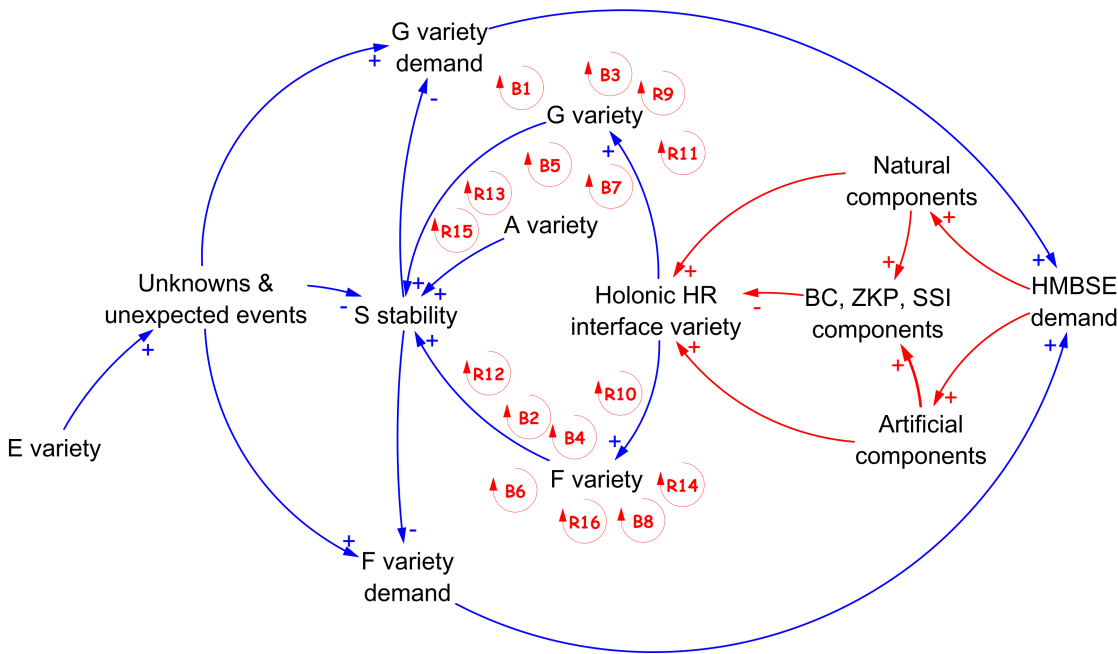 G variety
demand
+
-
B1
B3
R9
G variety
+
R11
B5
B7
R13
R15
A variety
Natural
components
+
+
+
Unknowns &
unexpected events
+
-
+
+
S stability
+
Holonic HR
interface variety
+
-
BC, ZKP, SSI
components
+
HMBSE
demand
+
+
E variety
R12
R10
B2
B4
+
Artificial
components
+
F variety
B6
R14
R16
B8
+
-
F variety
demand